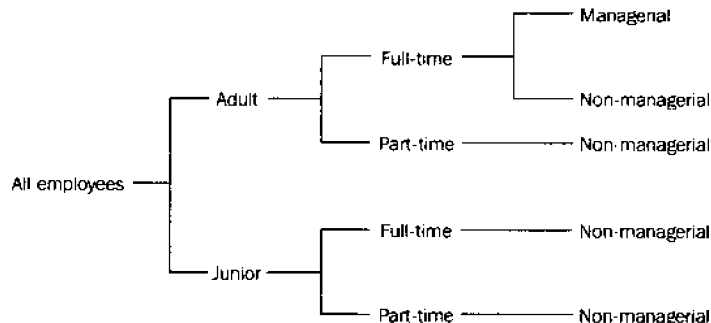 Managerial
Full-time
Adult
Non-managerial
Part-time
Non-managerial
All employees
Full-time
Non-managerial
Junior
Part-time
Non-managerial